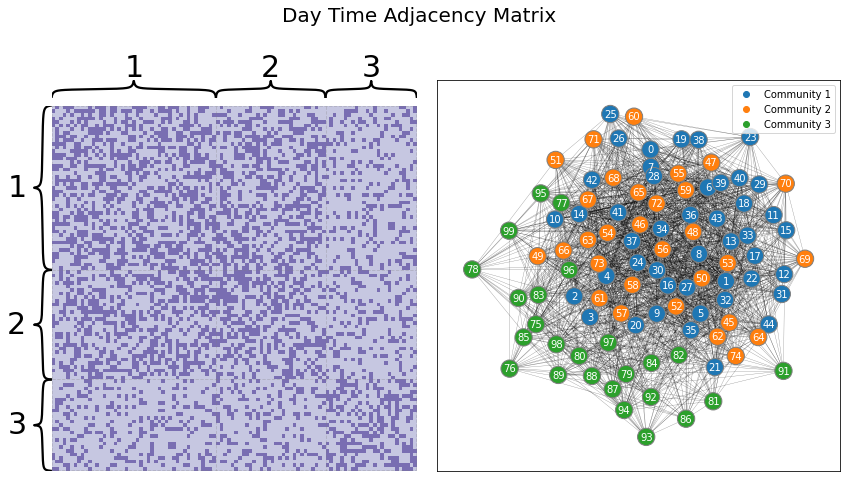 Day Time Adjacency Matrix
1 2 3
1
2
3
Community 1
Community 2
Community 3
25 60
71 26 0 19 38 23
51 7 28 55 47
42 68 65 59 6 39 40 29 70
95 77 67 72 18
10 14 41 36 43 11
99 63 54 46 34 48 33 15
49 66 37 56 13 17 69
78 96 73 24 30 8 53 12
4 58 16 27 50 1 22 31
90 83 2 61 52 32
75 3 57 20 9 5 45 44
85 98 97 35 62 64
80 84 82 74
76 89 88 79 21 91
87 92 81
94 86
93